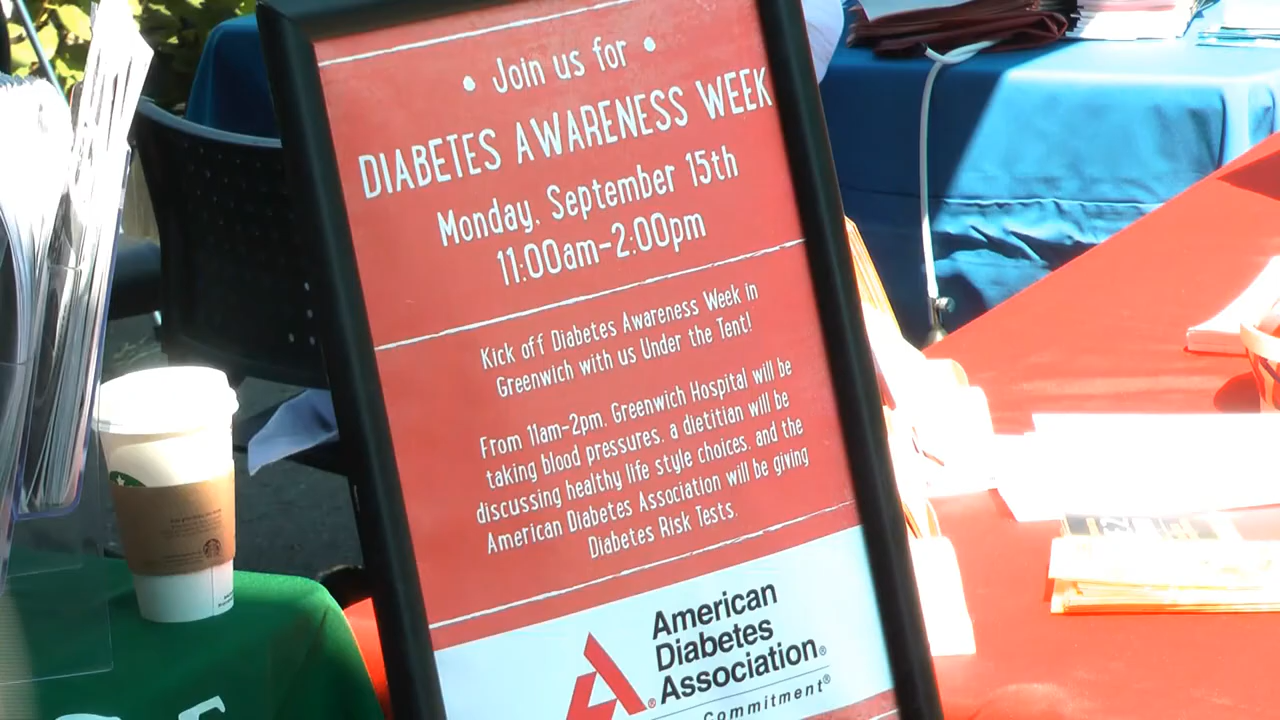 • Join us for •
DIABETES AWARENESS WEEK
Monday, September 15th
11:00am-2:00pm
Kick off Diabetes Awareness Week in
Greenwich with us Under the Tent!
From 11am-2pm, Greenwich Hospital will be
taking blood pressures, a dietitian will be
discussing healthy life style choices, and the
American Diabetes Association will be giving
Diabetes Risk Tests.
American
Diabetes
Association®
Commitment®